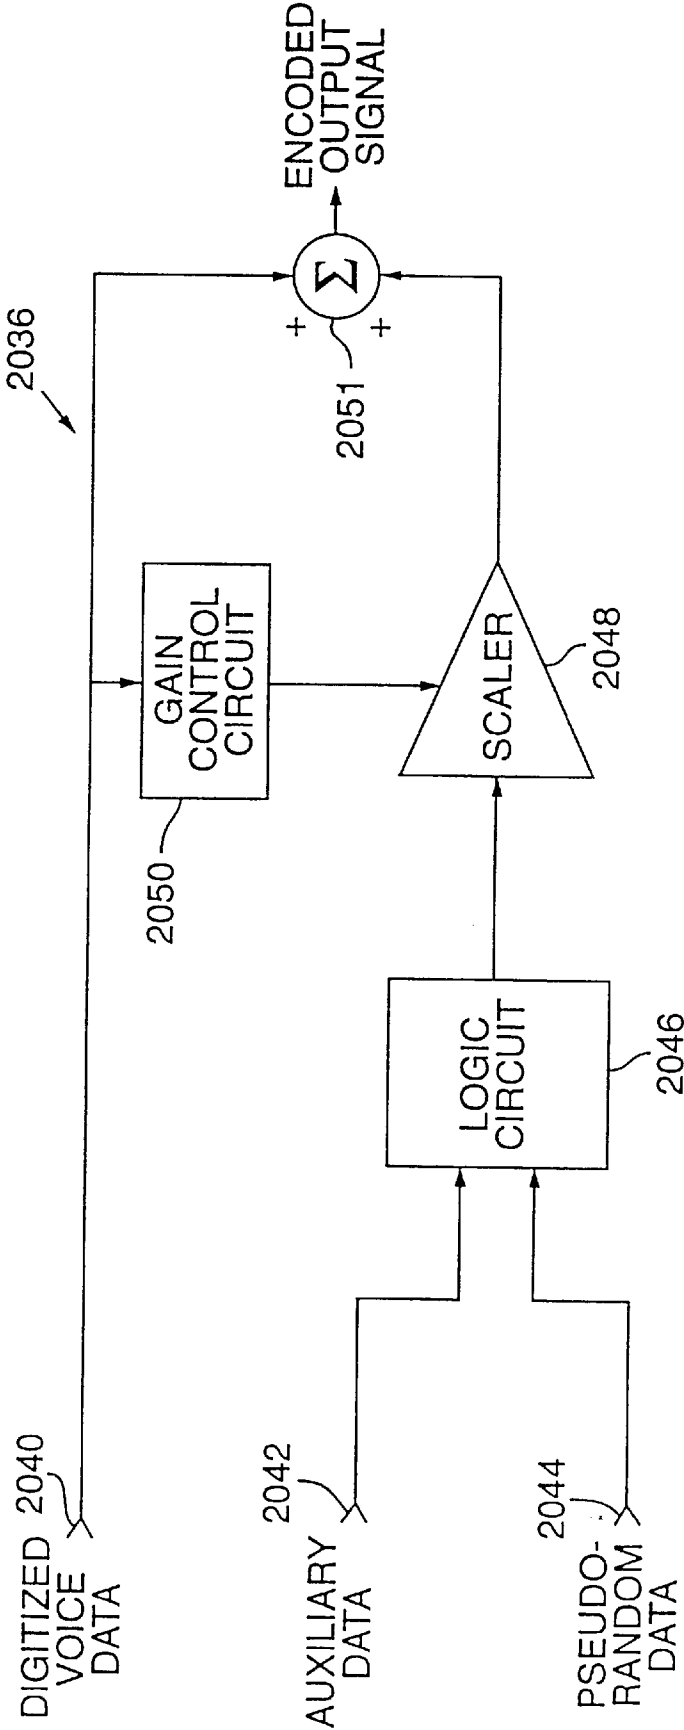 2036
DIGITIZED
VOICE
DATA
2040
GAIN
CONTROL
CIRCUIT
2050
ENCODED
OUTPUT
SIGNAL
Σ
+
+
2051
AUXILIARY
DATA
2042
LOGIC
CIRCUIT
2046
SCALER
2048
PSEUDO-
RANDOM
DATA
2044